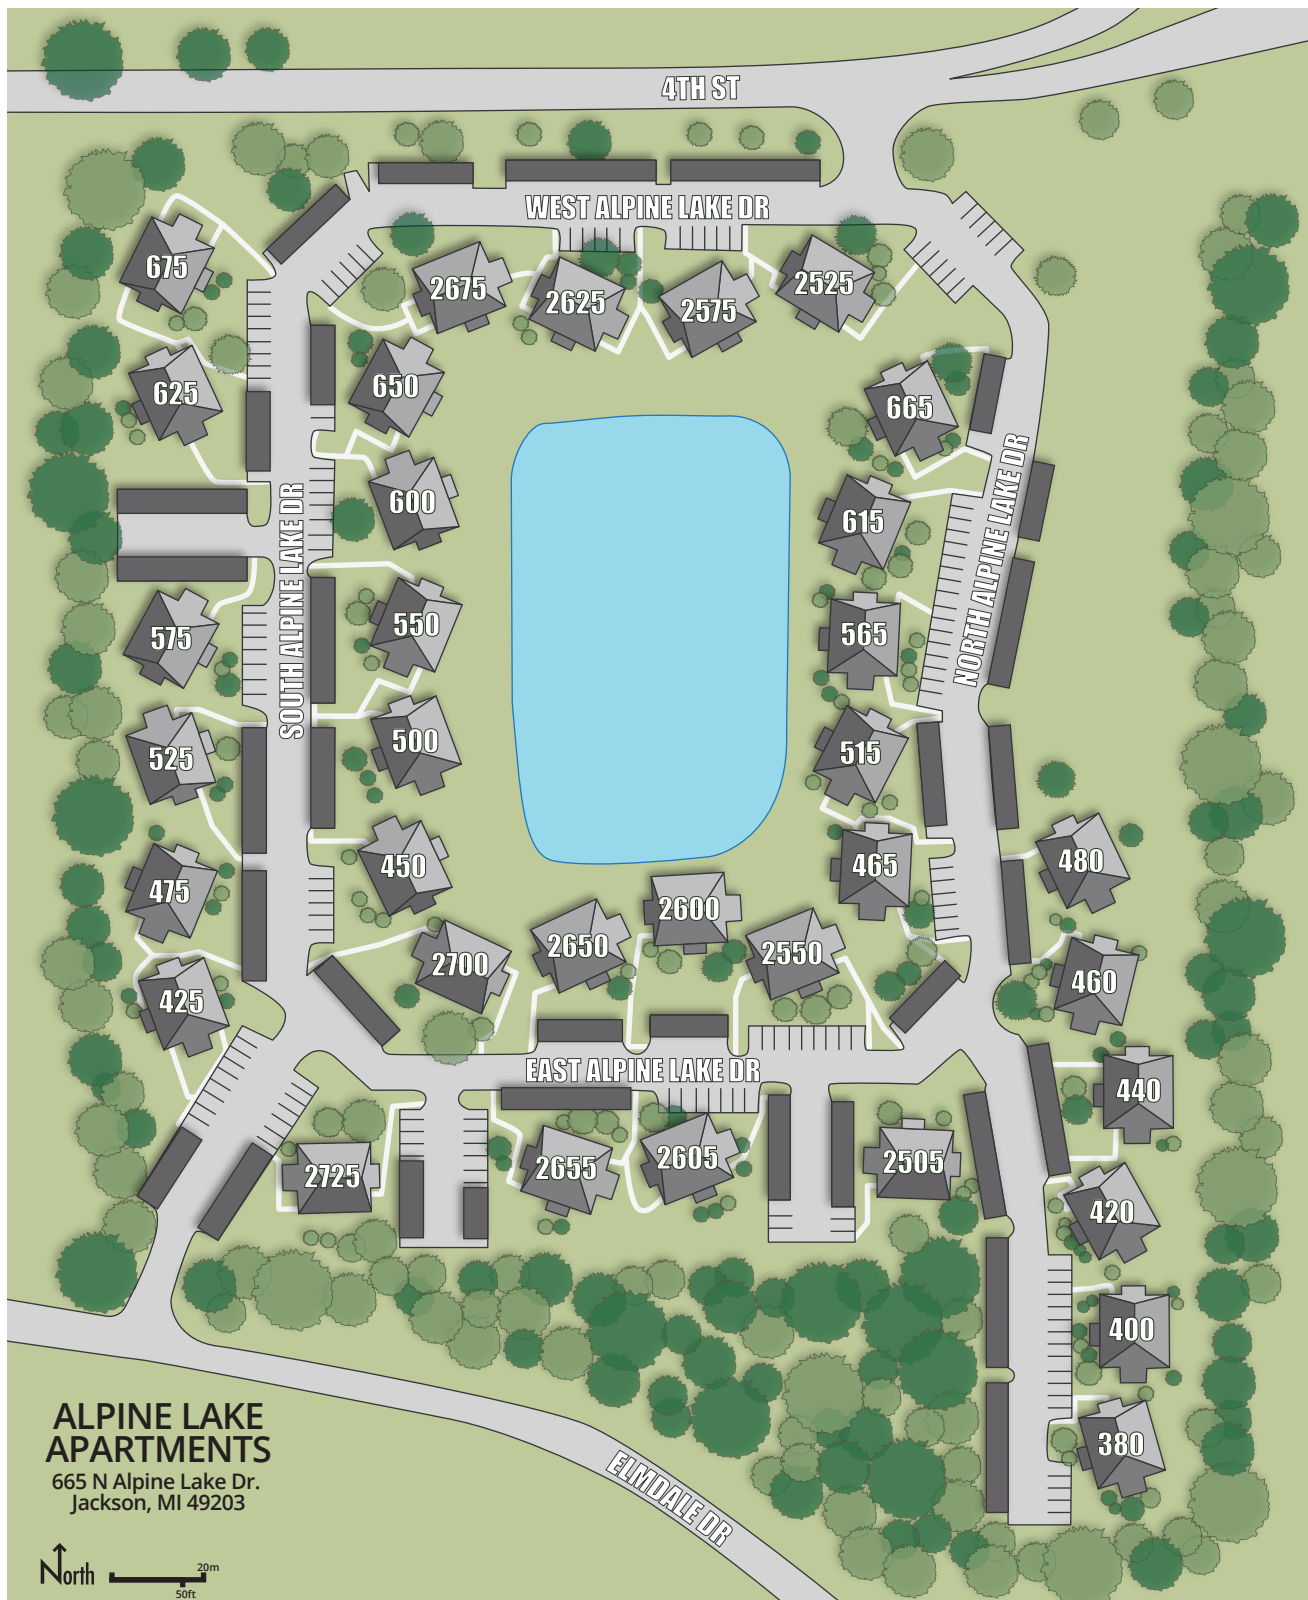 4TH ST
WEST ALPINE LAKE DR
675
2675
2625
2575
2525
625
650
665
600
615
SOUTH ALPINE LAKE DR
NORTH ALPINE LAKE DR
575
550
565
525
500
515
475
450
465
480
2600
2700
2650
2550
425
460
EAST ALPINE LAKE DR
440
2725
2655
2605
2505
420
400
380
ALPINE LAKE
APARTMENTS
665 N Alpine Lake Dr.
Jackson, MI 49203
ELMDALE DR
North
20m
50ft